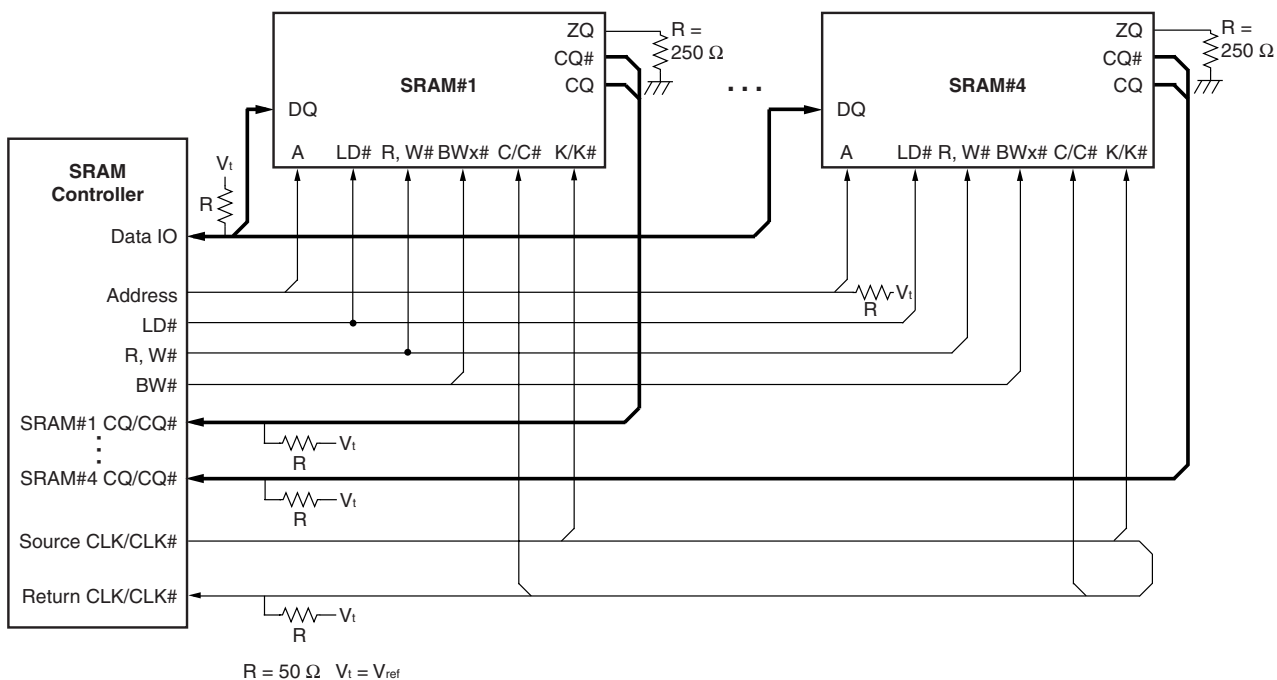 ZQ
R =
250 Ω
CQ#
SRAM#1
CQ
DQ
A LD# R, W# BWx# C/C# K/K#
. . .
ZQ
R =
250 Ω
CQ#
SRAM#4
CQ
DQ
A LD# R, W# BWx# C/C# K/K#
SRAM
Controller
Vt
R
Data IO
Address
R Vt
LD#
R, W#
BW#
SRAM#1 CQ/CQ#
Vt
R
SRAM#4 CQ/CQ#
Vt
R
Source CLK/CLK#
Return CLK/CLK#
Vt
R
R = 50 Ω Vt = Vref